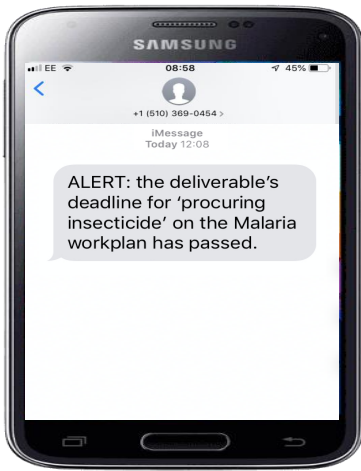 SAMSUNG
EE 08:58 45%
+1 (510) 369-0454 >
iMessage
Today 12:08
ALERT: the deliverable's
deadline for 'procuring
insecticide' on the Malaria
workplan has passed.